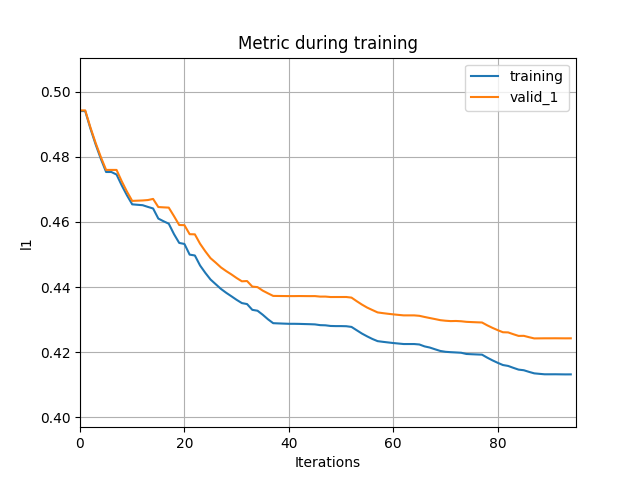 Metric during training
training
valid_1
0.50
0.48
0.46
0.44
0.42
0.40
l1
0 20 40 60 80
Iterations